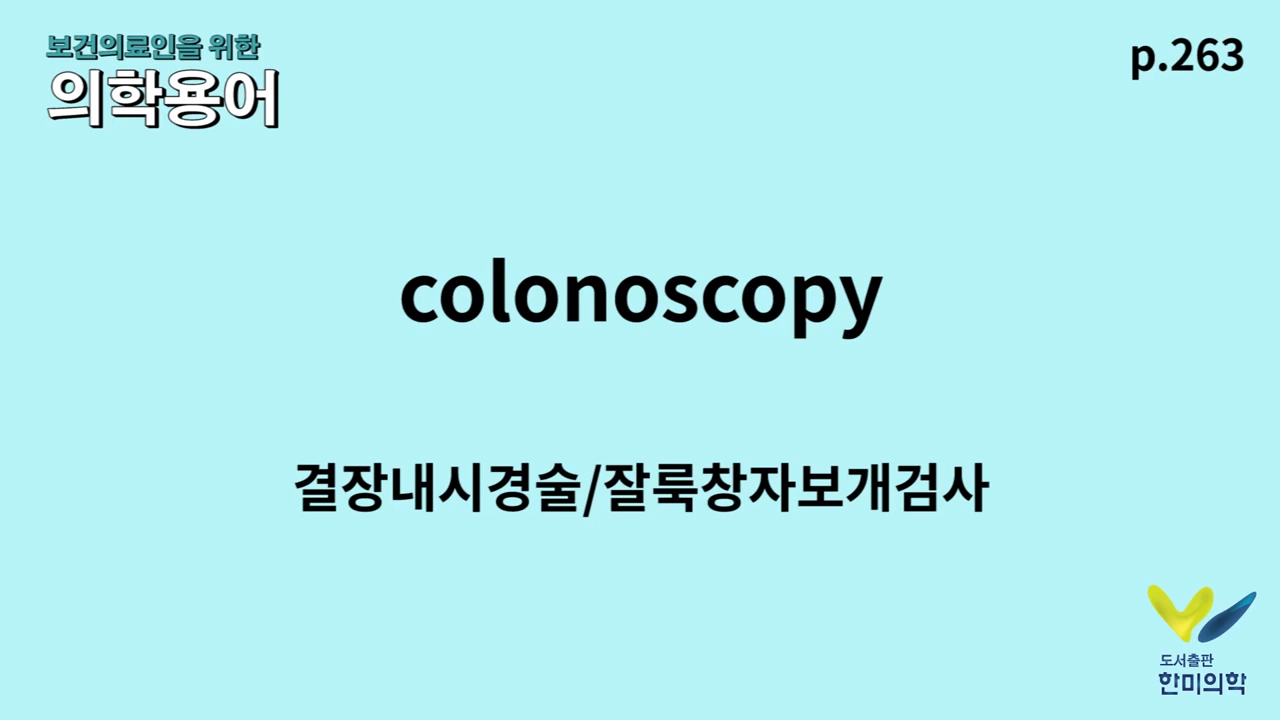 보건의료인을 위한
의학용어
p.263
colonoscopy
결장내시경술/잘룩창자보개검사
도서출판
한미의학